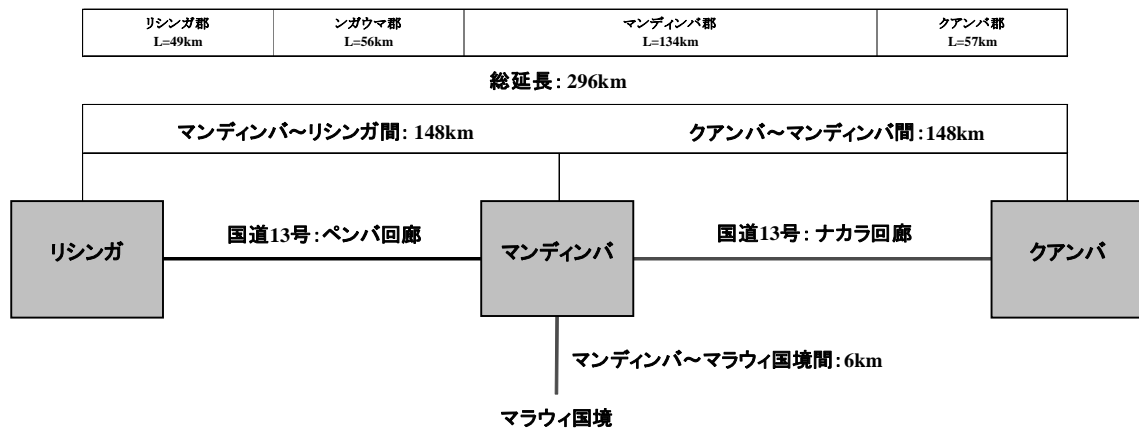 リシンガ郡
L=49km
ンガウマ郡
L=56km
マンディンバ郡
L=134km
クアンバ郡
L=57km
総延長：296km
マンディンバ～リシンガ間：148km
クアンバ～マンディンバ間：148km
リシンガ
国道13号：ペンバ回廊
マンディンバ
国道13号：ナカラ回廊
クアンバ
マンディンバ～マラウィ国境間：6km
マラウィ国境